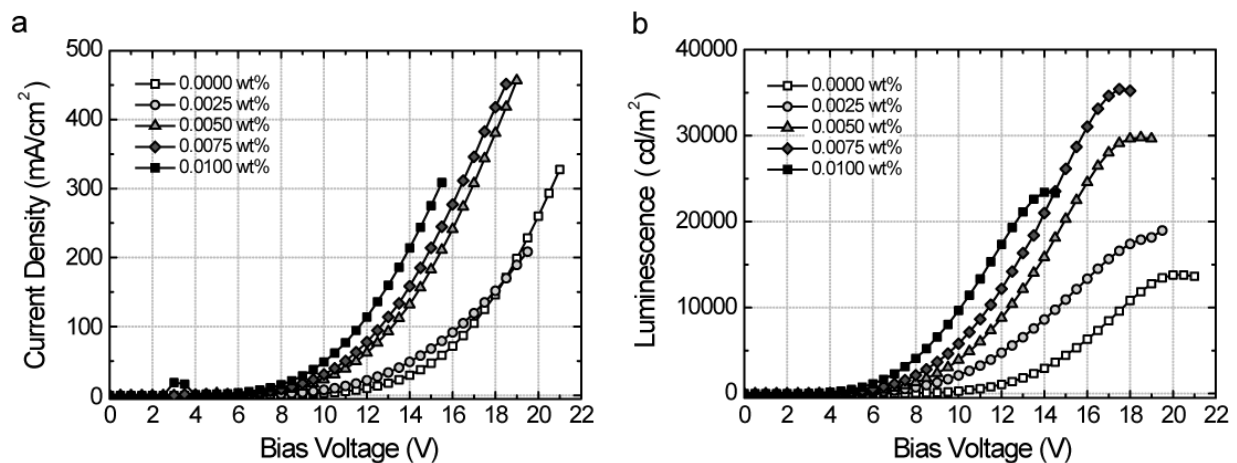 a
500
400
300
200
100
0
Current Density (mA/cm²)
0.0000 wt%
0.0025 wt%
0.0050 wt%
0.0075 wt%
0.0100 wt%
0 2 4 6 8 10 12 14 16 18 20 22
Bias Voltage (V)
b
40000
30000
20000
10000
0
Luminescence ( cd/m²)
0.0000 wt%
0.0025 wt%
0.0050 wt%
0.0075 wt%
0.0100 wt%
0 2 4 6 8 10 12 14 16 18 20 22
Bias Voltage (V)